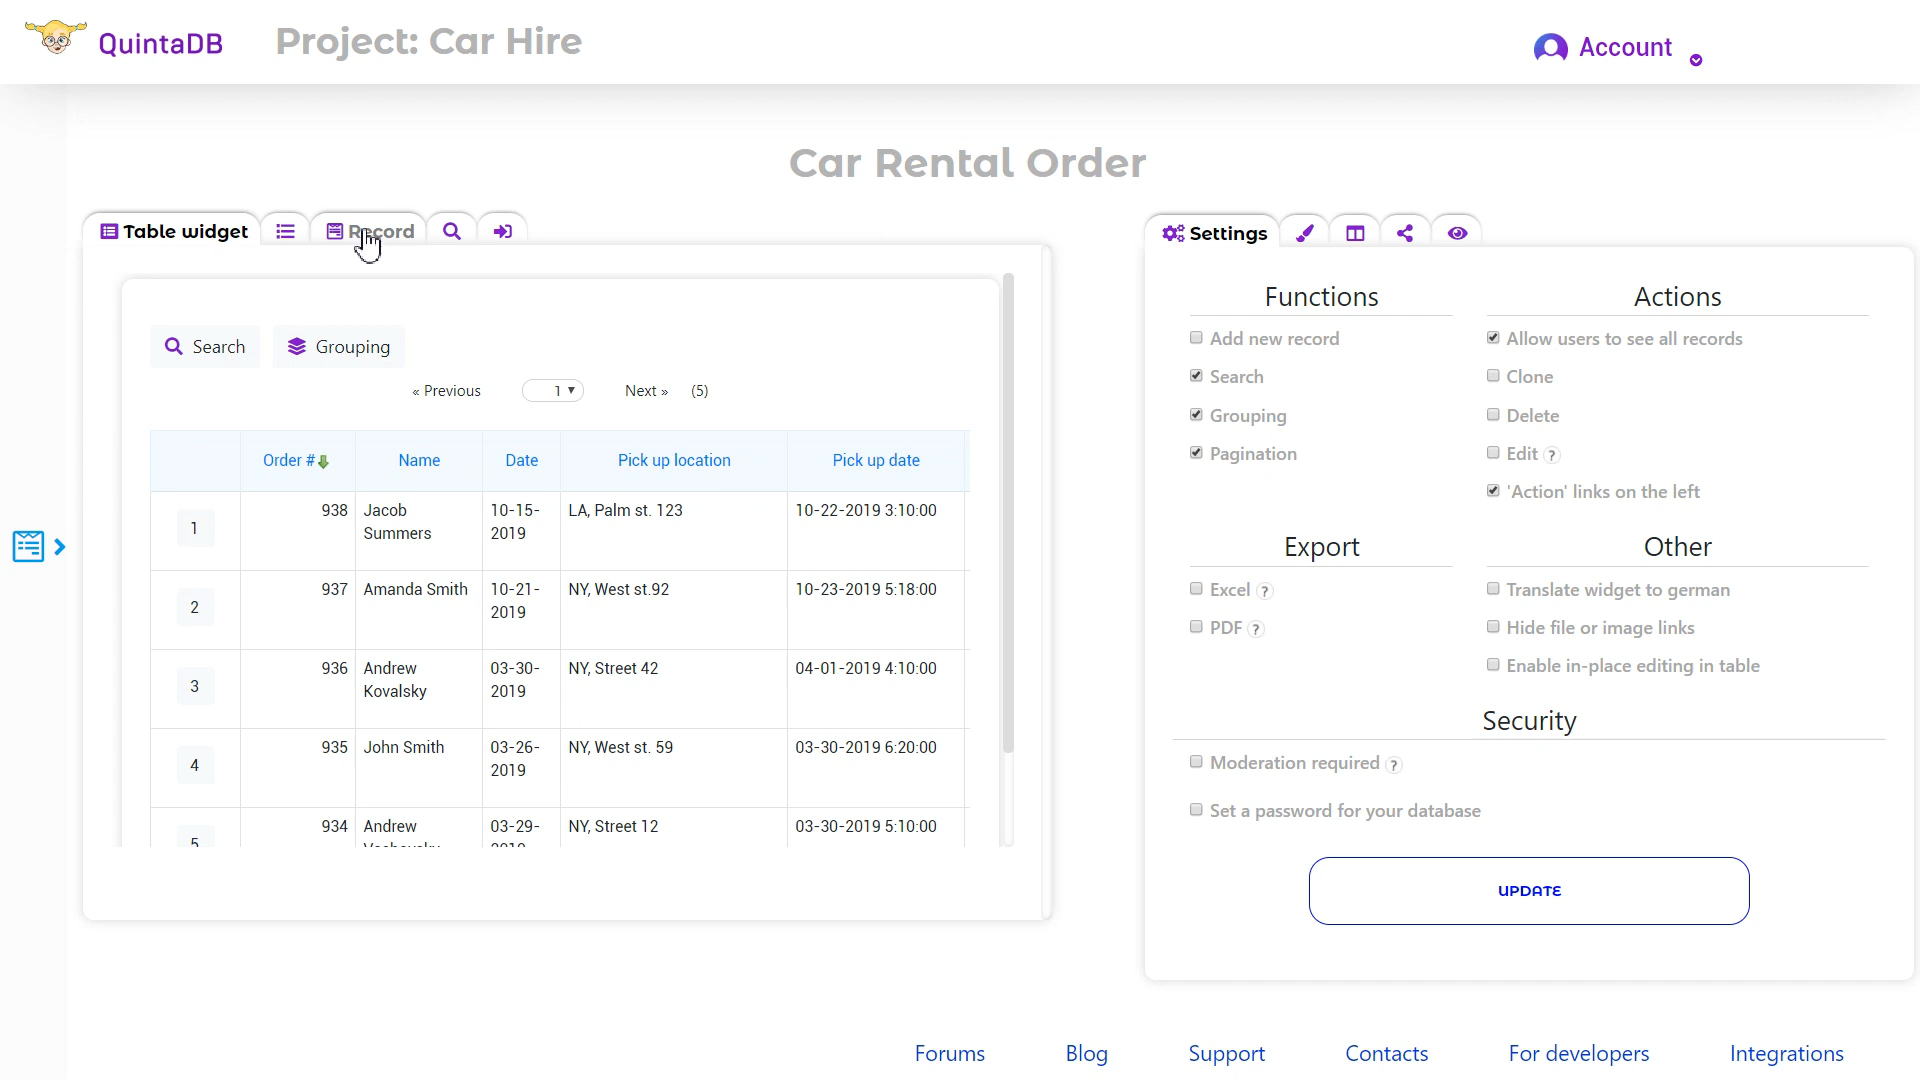 QuintaDB
Project: Car Hire
Account
Car Rental Order
Table widget
Record
Settings
Search
Grouping
« Previous
1
Next »
(5)
Order #
Name
Date
Pick up location
Pick up date
1
938
Jacob
Summers
10-15-
2019
LA, Palm st. 123
10-22-2019 3:10:00
2
937
Amanda Smith
10-21-
2019
NY, West st.92
10-23-2019 5:18:00
3
936
Andrew
Kovalsky
03-30-
2019
NY, Street 42
04-01-2019 4:10:00
4
935
John Smith
03-26-
2019
NY, West st. 59
03-30-2019 6:20:00
5
934
Andrew
03-29-
2019
NY, Street 12
03-30-2019 5:10:00
Functions
Add new record
Search
Grouping
Pagination
Actions
Allow users to see all records
Clone
Delete
Edit ?
'Action' links on the left
Export
Excel ?
PDF ?
Other
Translate widget to german
Hide file or image links
Enable in-place editing in table
Security
Moderation required ?
Set a password for your database
UPDATE
Forums
Blog
Support
Contacts
For developers
Integrations